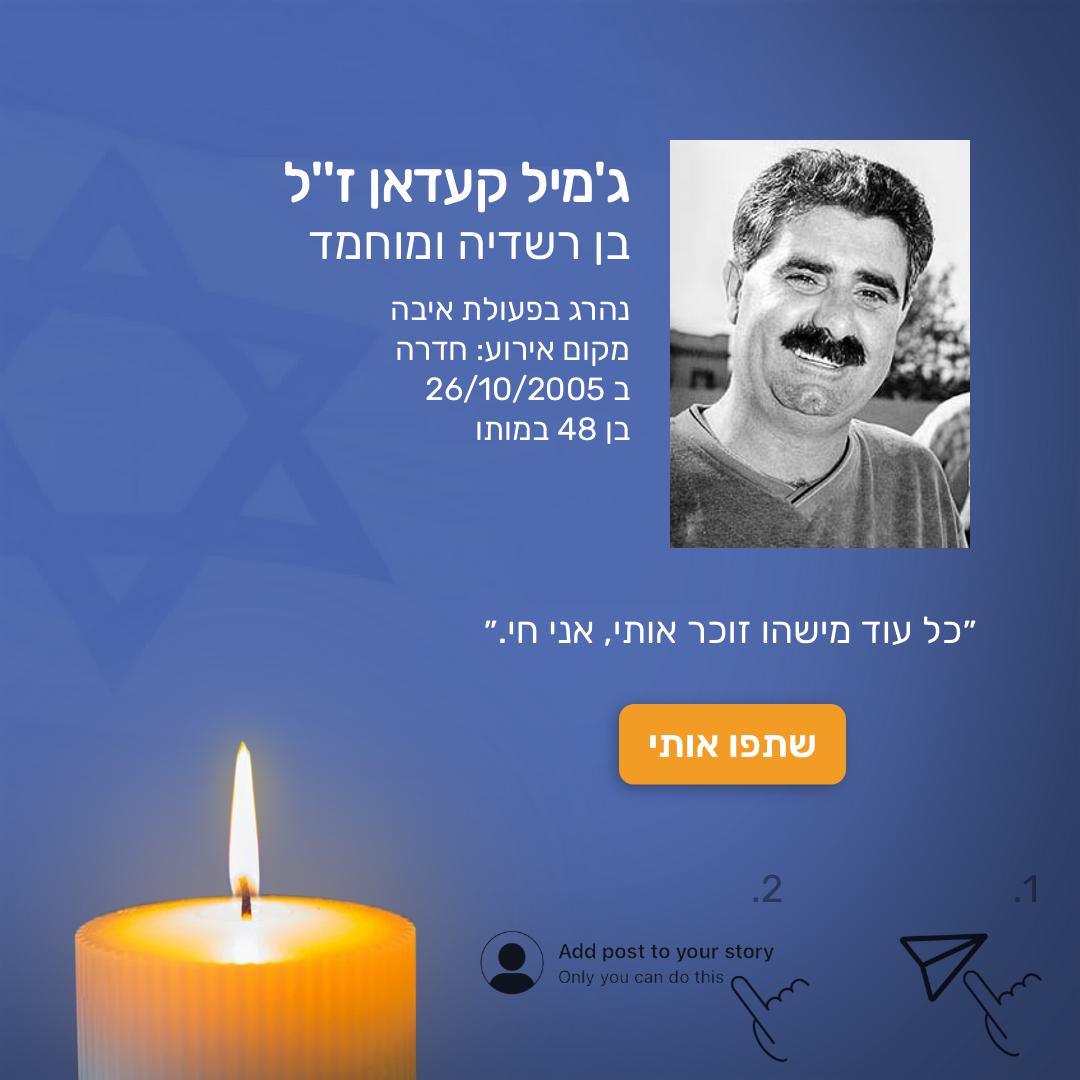 ג'מיל קעדאן ז"ל
בן רשדיה ומוחמד
נהרג בפעולת איבה
מקום אירוע: חדרה
ב 26/10/2005
בן 48 במותו
״כל עוד מישהו זוכר אותי, אני חי.״
שתפו אותי
1.
2.
Add post to your story
Only you can do this